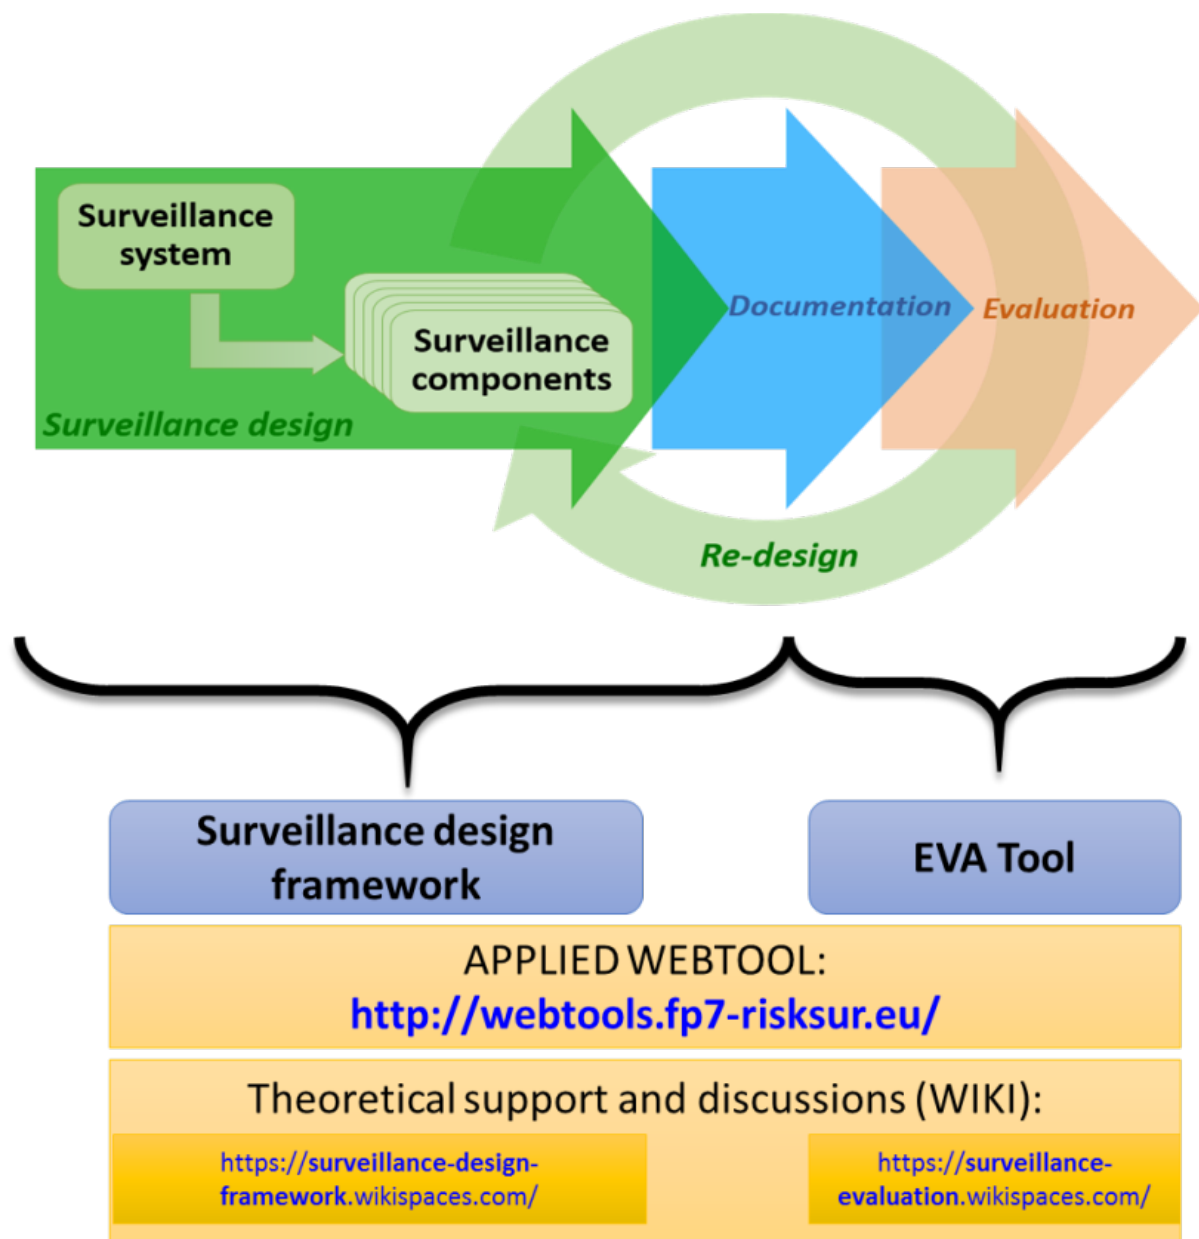 Surveillance
system
Surveillance
components
Surveillance design
Documentation
Evaluation
Re-design
Surveillance design
framework
EVA Tool
APPLIED WEBTOOL:
http://webtools.fp7-risksur.eu/
Theoretical support and discussions (WIKI):
https://surveillance-design-
framework.wikispaces.com/
https://surveillance-
evaluation.wikispaces.com/